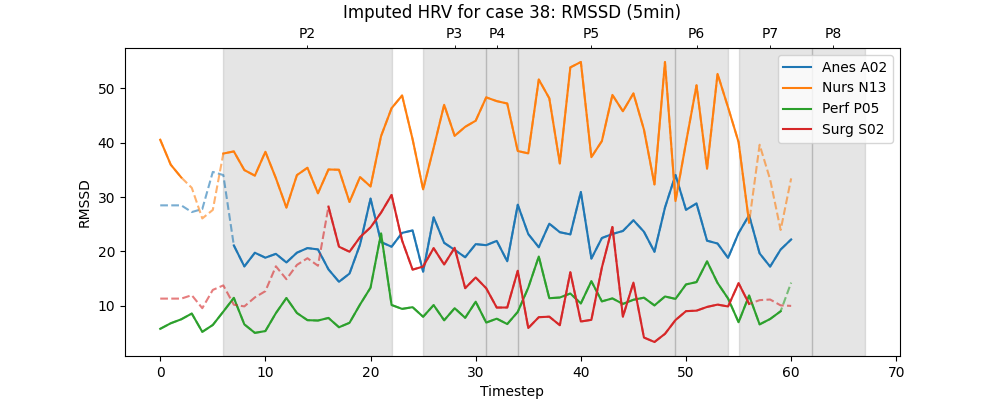 Imputed HRV for case 38: RMSSD (5min)
P2 P3 P4 P5 P6 P7 P8
Anes A02
Nurs N13
Perf P05
Surg S02
50
40
30
20
10
RMSSD
0 10 20 30 40 50 60 70
Timestep